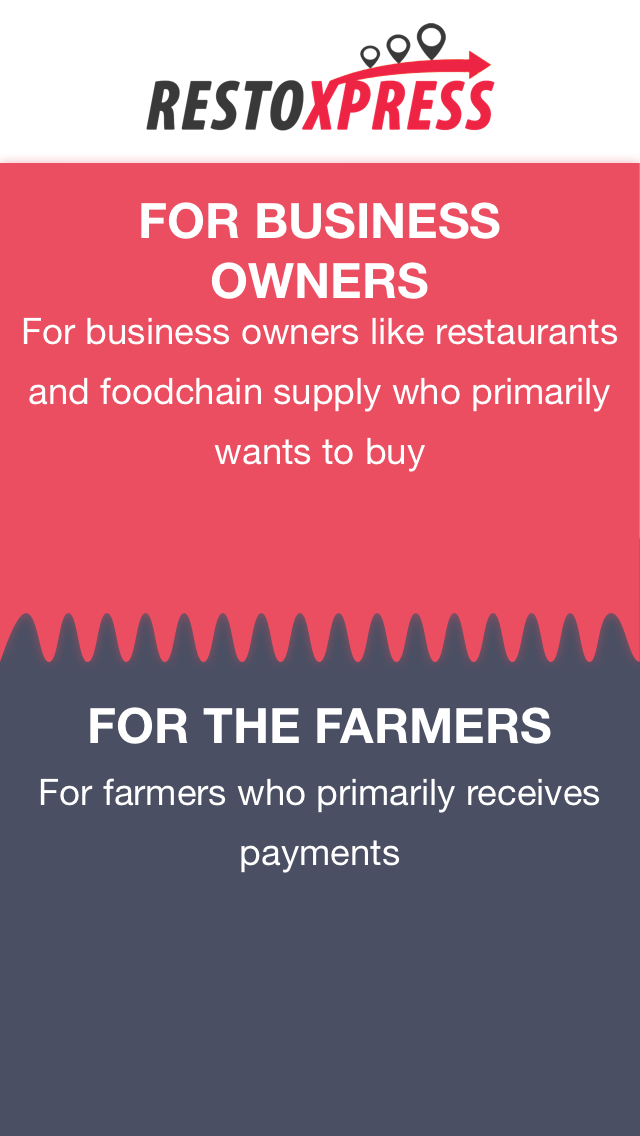 RESTOXPRESS
FOR BUSINESS
OWNERS
For business owners like restaurants
and foodchain supply who primarily
wants to buy
FOR THE FARMERS
For farmers who primarily receives
payments